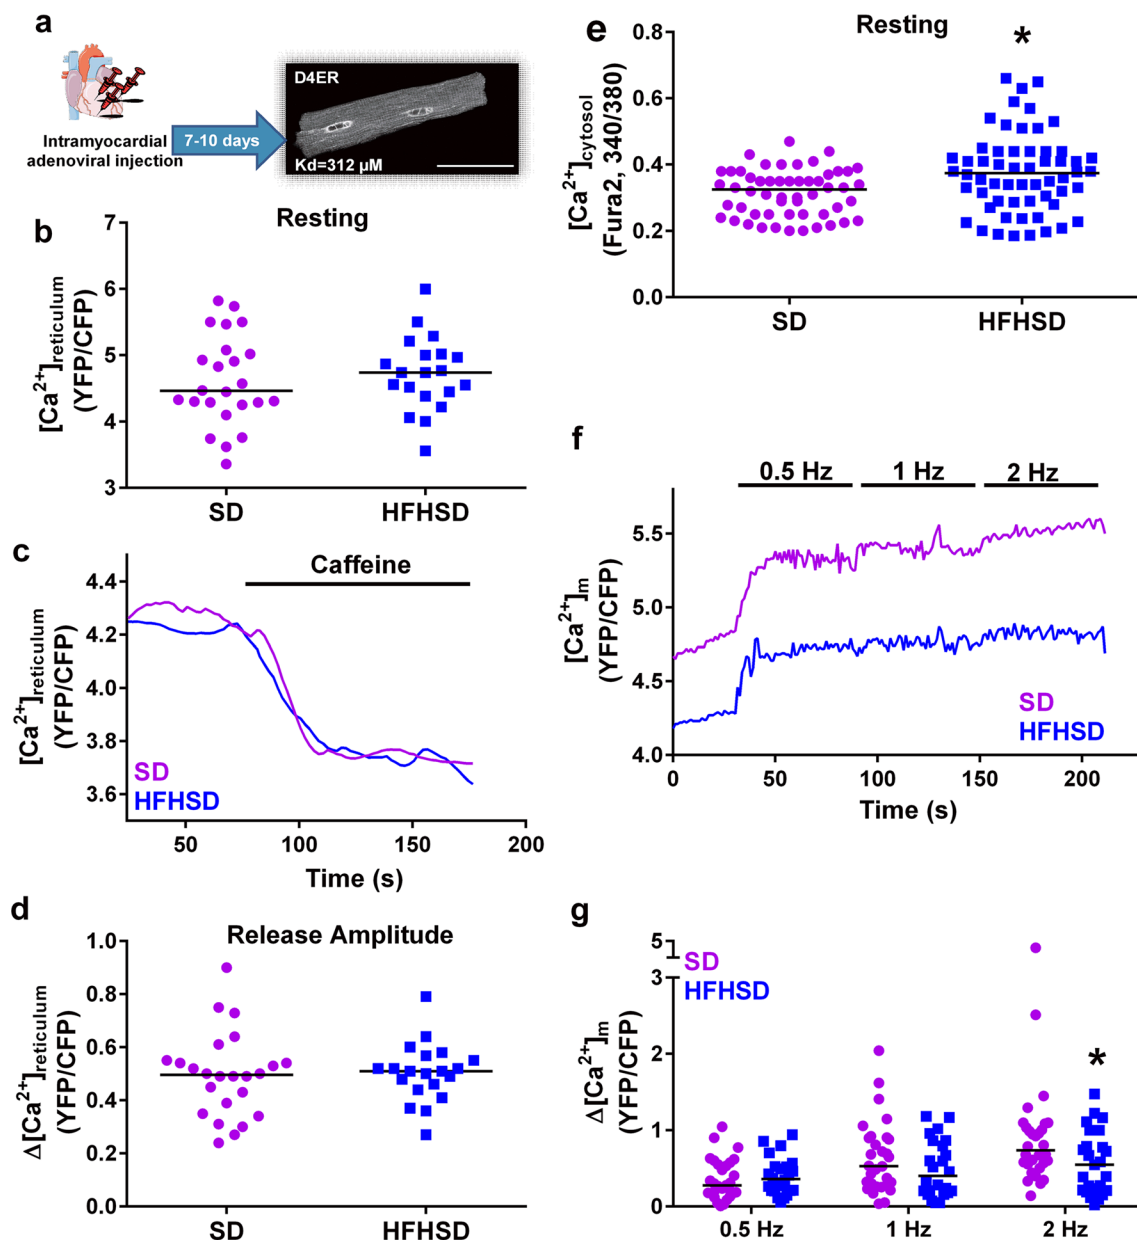 a
Intramyocardial
adenoviral injection
7-10 days
D4ER
Kd=312 µM
b
Resting
[Ca2+]reticulum
(YFP/CFP)
7
6
5
4
3
SD
HFHSD
c
Caffeine
[Ca2+]reticulum
(YFP/CFP)
4.4
4.2
4.0
3.8
3.6
SD
HFHSD
50
100
150
200
Time (s)
d
Release Amplitude
Δ[Ca2+]reticulum
(YFP/CFP)
1.0
0.8
0.6
0.4
0.2
0.0
SD
HFHSD
e
Resting
*
[Ca2+]cytosol
(Fura2, 340/380)
0.8
0.6
0.4
0.2
0.0
SD
HFHSD
f
0.5 Hz
1 Hz
2 Hz
[Ca2+]m
(YFP/CFP)
5.5
5.0
4.5
4.0
SD
HFHSD
0
50
100
150
200
Time (s)
g
SD
HFHSD
*
Δ[Ca2+]m
(YFP/CFP)
5
3
2
1
0
0.5 Hz
1 Hz
2 Hz